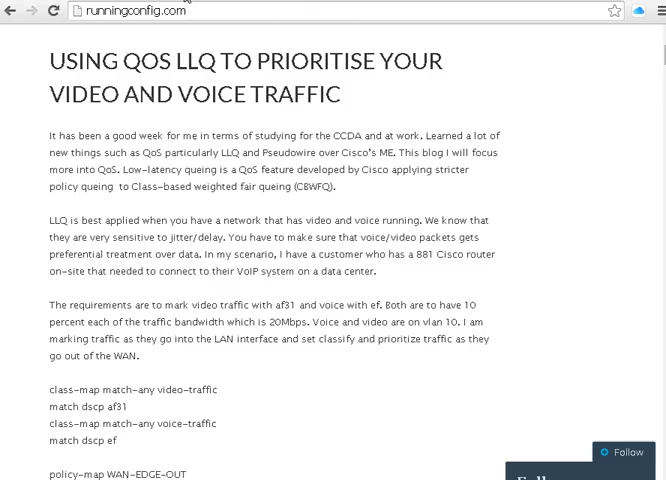 runningconfig.com
USING QOS LLQ TO PRIORITISE YOUR
VIDEO AND VOICE TRAFFIC
It has been a good week for me in terms of studying for the CCDA and at work. Learned a lot of
new things such as QoS particularly LLQ and Pseudowire over Cisco's ME. This blog I will focus
more into QoS. Low-latency queing is a QoS feature developed by Cisco applying stricter
policy queing to Class-based weighted fair queing (CBWFQ).
LLQ is best applied when you have a network that has video and voice running. We know that
they are very sensitive to jitter/delay. You have to make sure that voice/video packets gets
preferential treatment over data. In my scenario, I have a customer who has a 881 Cisco router
on-site that needed to connect to their VoIP system on a data center.
The requirements are to mark video traffic with af31 and voice with ef. Both are to have 10
percent each of the traffic bandwidth which is 20Mbps. Voice and video are on vlan 10. I am
marking traffic as they go into the LAN interface and set classify and prioritize traffic as they
go out of the WAN.
class-map match-any video-traffic
match dscp af31
class-map match-any voice-traffic
match dscp ef
Follow
policy-map WAN-EDGE-OUT